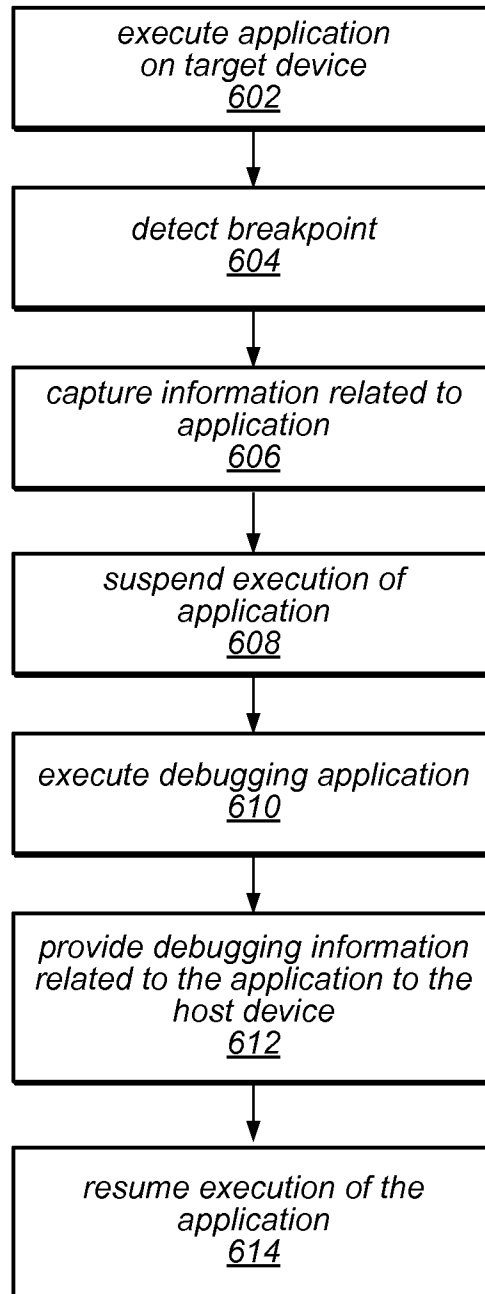 execute application
on target device
602
detect breakpoint
604
capture information related to
application
606
suspend execution of
application
608
execute debugging application
610
provide debugging information
related to the application to the
host device
612
resume execution of the
application
614